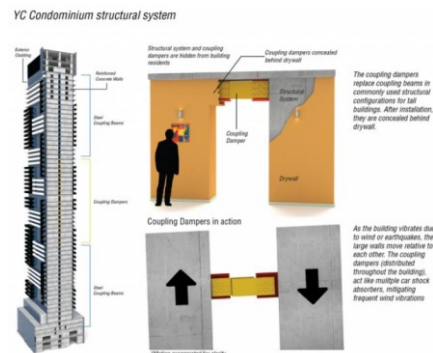 YC Condominium structural system
Exterior
Cladding
Reinforced
Concrete Walls
Steel
Coupling Beams
Coupling Dampers
Steel
Coupling Beams
Structural system and coupling
dampers are hidden from building
residents
Coupling dampers concealed
behind drywall
Structural
System
Coupling
Damper
Drywall
The coupling dampers
replace coupling beams in
commonly used structural
configurations for tall
buildings. After installation,
they are concealed behind
drywall.
Coupling Dampers in action
As the building vibrates due
to wind or earthquakes, the
large walls move relative to
each other. The coupling
dampers (distributed
throughout the building),
act like mulitple car shock
absorbers, mitigating
frequent wind vibrations